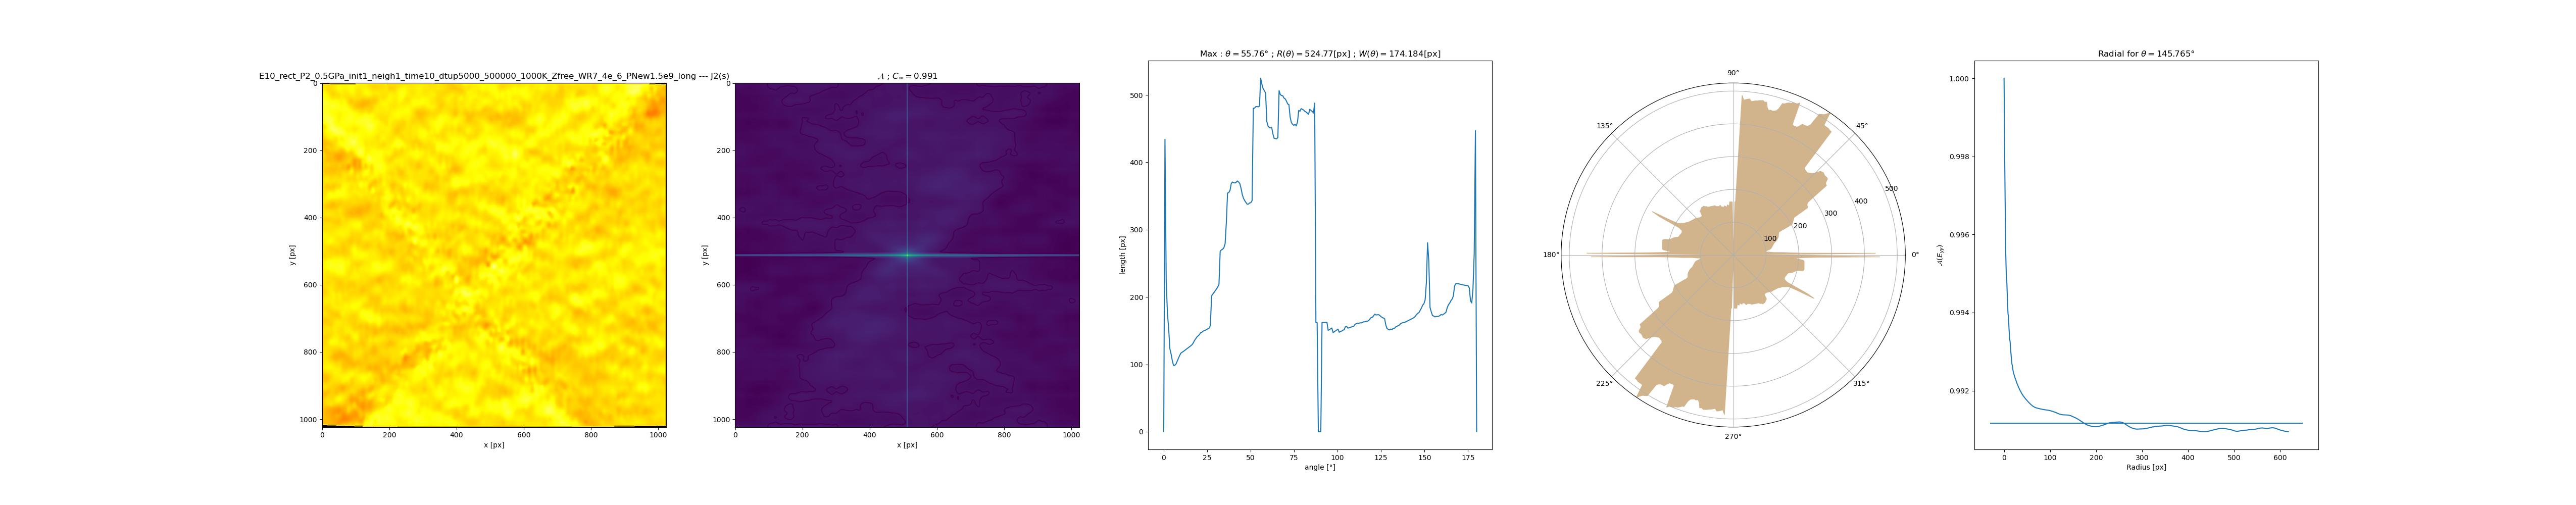 E10_rect_P2_0.5GPa_init1_neigh1_time10_dtup5000_500000_1000K_Zfree_WR7_4e_6_PNew1.5e9_long --- J2(s)
0
200
400
600
800
1000
y [px]
0 200 400 600 800 1000
x [px]
𝒜 ; C∞ = 0.991
0
200
400
600
800
1000
y [px]
0 200 400 600 800 1000
x [px]
Max : θ = 55.76° ; R(θ) = 524.77[px] ; W(θ) = 174.184[px]
500
400
300
200
100
0
length [px]
0 25 50 75 100 125 150 175
angle [°]
90°
135° 45°
180° 0°
225° 315°
270°
100 200 300 400 500
Radial for θ = 145.765°
1.000
0.998
0.996
0.994
0.992
0 100 200 300 400 500 600
Radius [px]